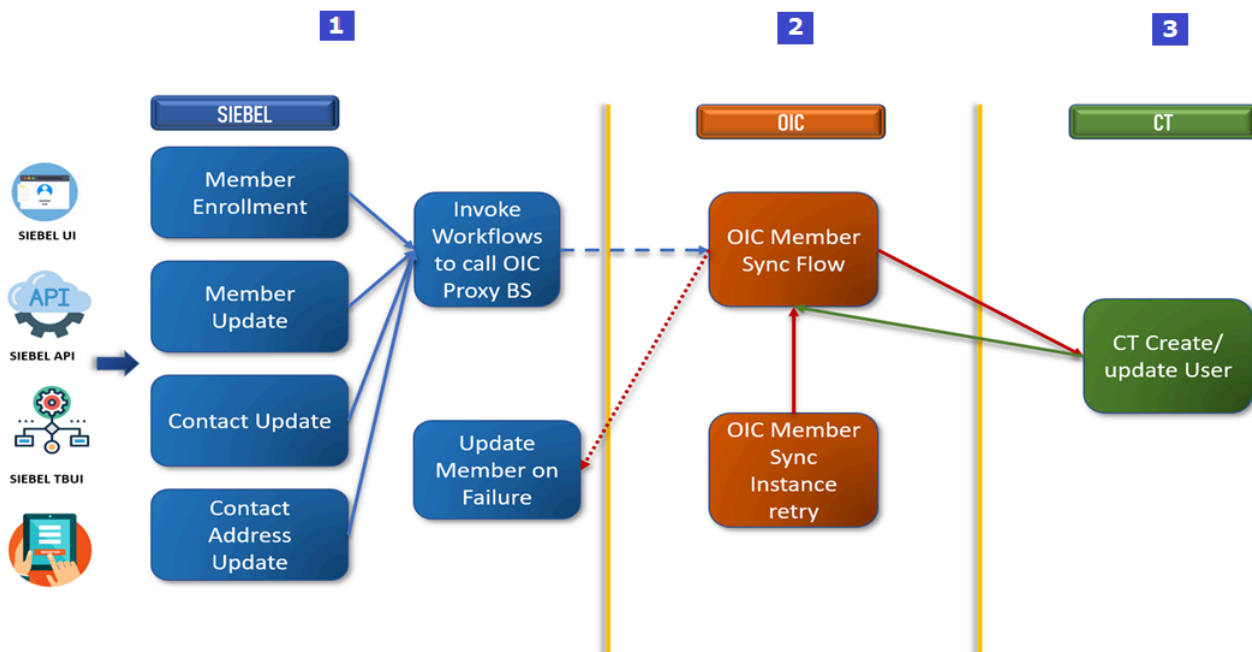 1
2
3
SIEBEL
OIC
CT
SIEBEL UI
API
SIEBEL API
SIEBEL TBUI
Member
Enrollment
Member
Update
Contact Update
Contact
Address
Update
Invoke
Workflows
to call OIC
Proxy BS
Update
Member on
Failure
OIC Member
Sync Flow
OIC Member
Sync
Instance
retry
CT Create/
update User